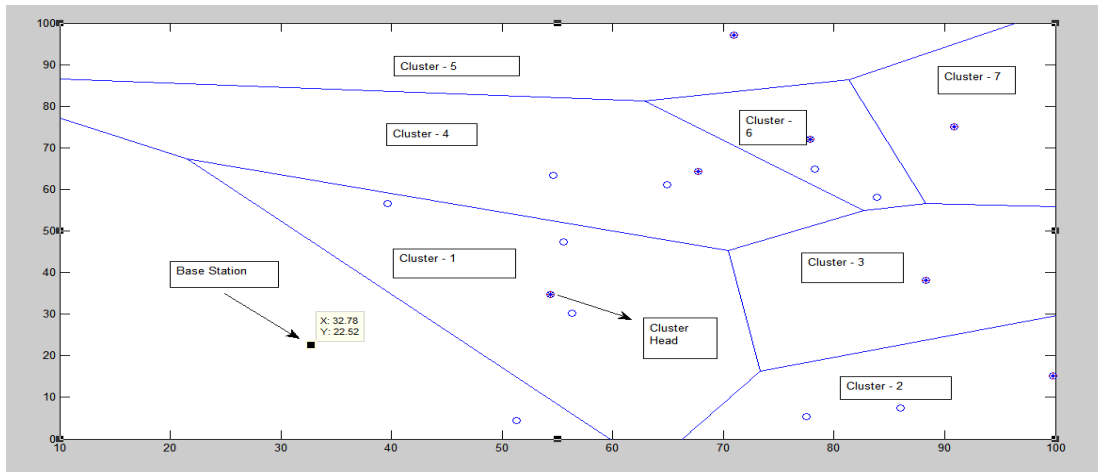 100
90
80
70
60
50
40
30
20
10
0
10
20
30
40
50
60
70
80
90
100
Cluster - 5
Cluster - 7
Cluster - 4
Cluster -
6
Cluster - 1
Cluster - 3
Base Station
X: 32.78
Y: 22.52
Cluster
Head
Cluster - 2